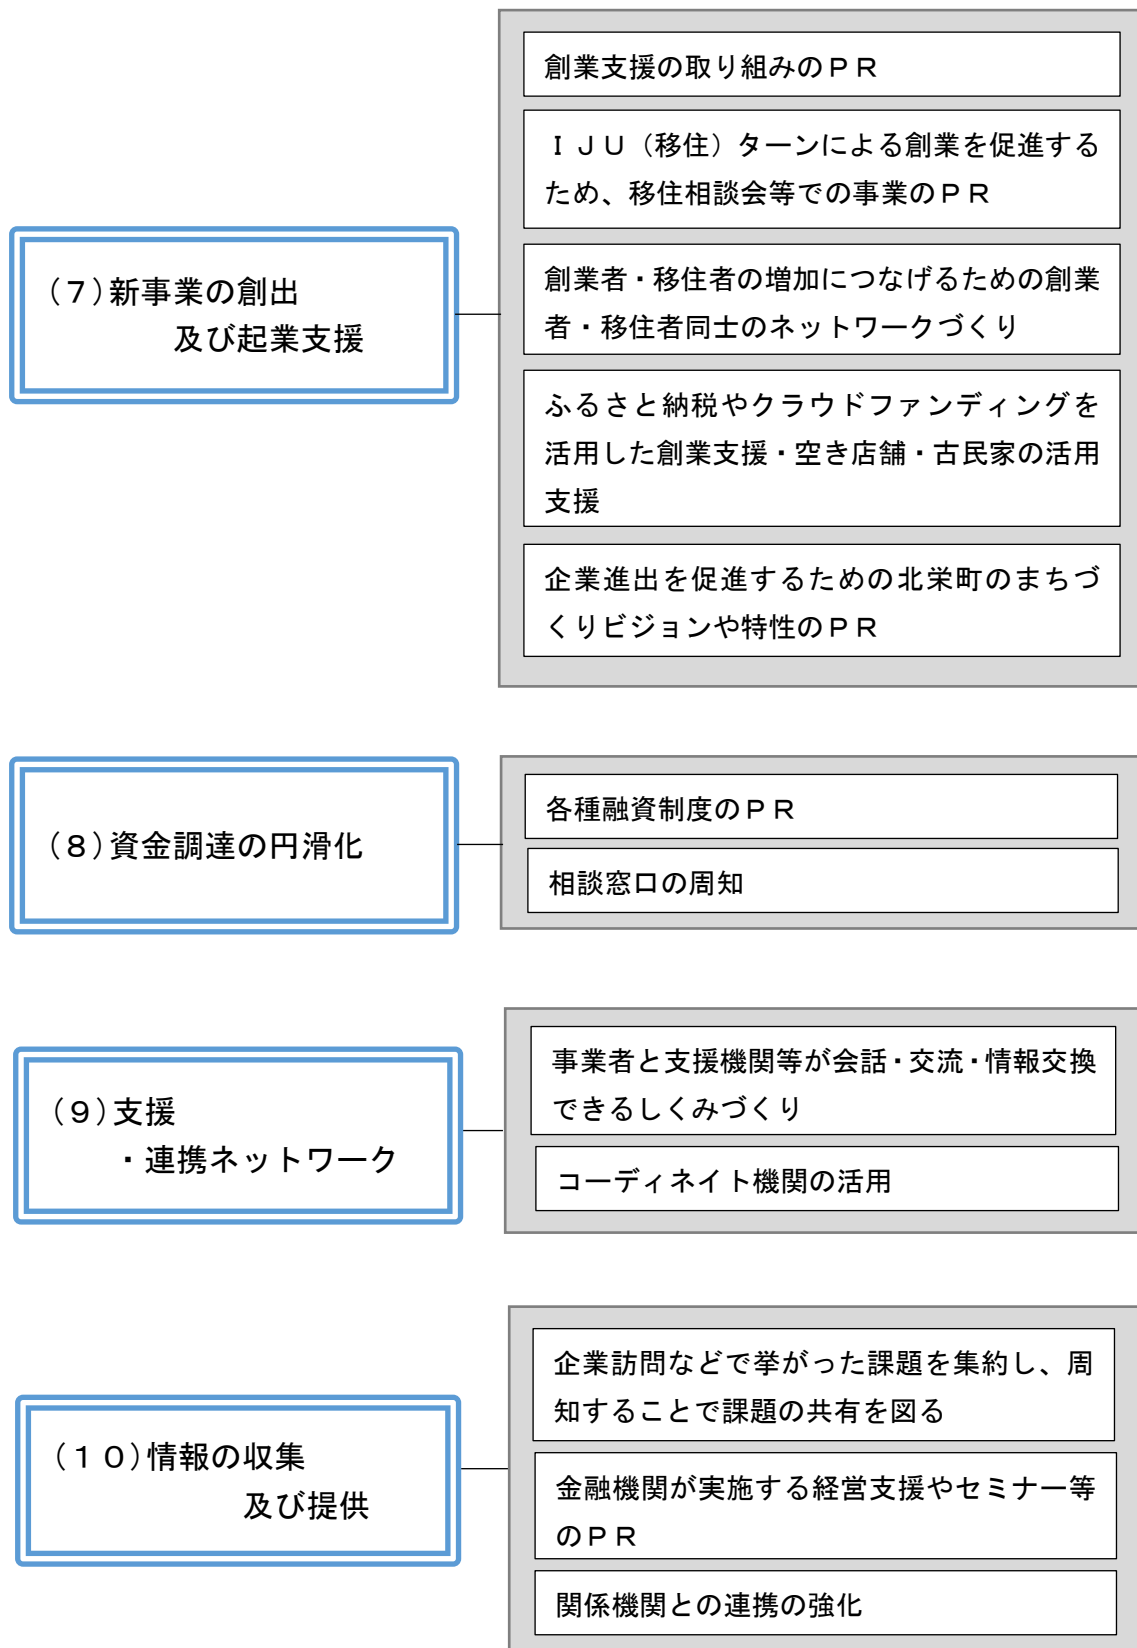 (７)新事業の創出
及び起業支援
創業支援の取り組みのＰＲ
ＩＪＵ（移住）ターンによる創業を促進する
ため、移住相談会等での事業のＰＲ
創業者・移住者の増加につなげるための創業
者・移住者同士のネットワークづくり
ふるさと納税やクラウドファンディングを
活用した創業支援・空き店舗・古民家の活用
支援
企業進出を促進するための北栄町のまちづ
くりビジョンや特性のＰＲ
(８)資金調達の円滑化
各種融資制度のＰＲ
相談窓口の周知
(９)支援
・連携ネットワーク
事業者と支援機関等が会話・交流・情報交換
できるしくみづくり
コーディネイト機関の活用
(１０)情報の収集
及び提供
企業訪問などで挙がった課題を集約し、周
知することで課題の共有を図る
金融機関が実施する経営支援やセミナー等
のＰＲ
関係機関との連携の強化